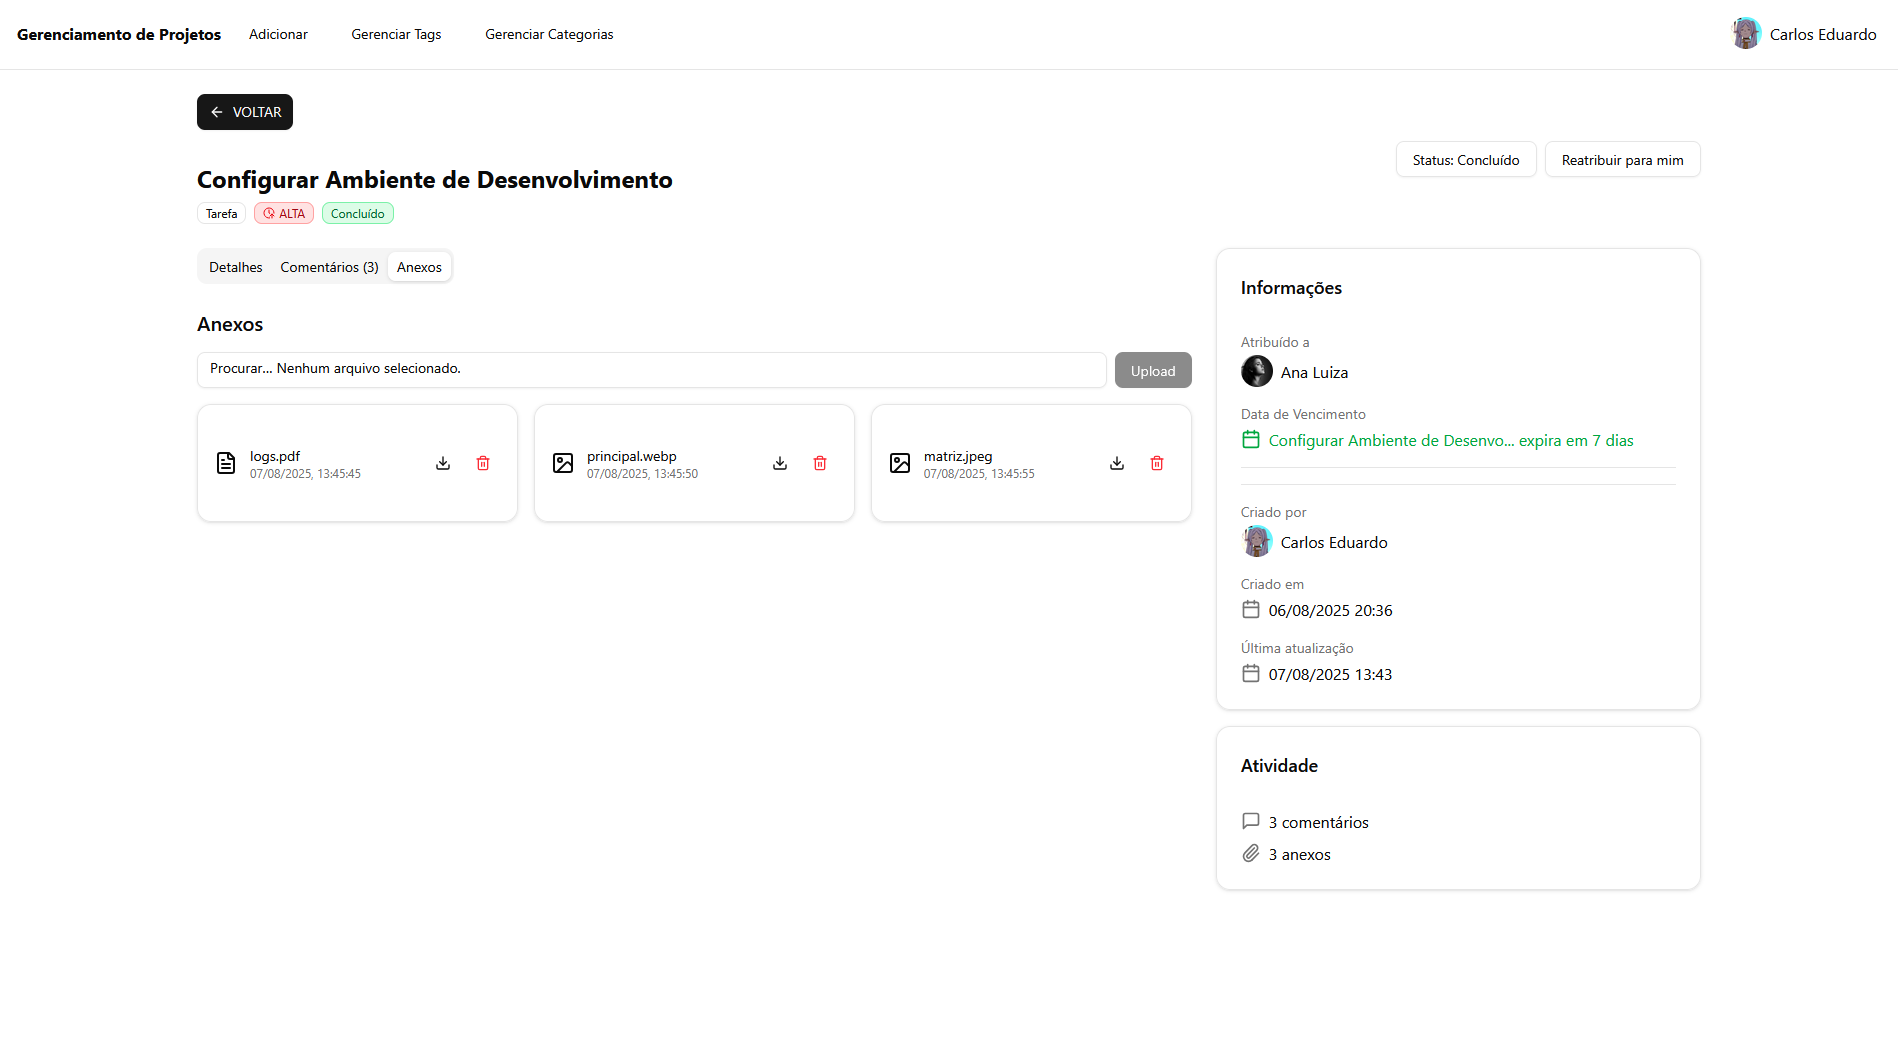 Gerenciamento de Projetos Adicionar Gerenciar Tags Gerenciar Categorias Carlos Eduardo
VOLTAR
Status: Concluído Reatribuir para mim
Configurar Ambiente de Desenvolvimento
Tarefa ALTA Concluído
Detalhes Comentários (3) Anexos
Anexos
Procurar... Nenhum arquivo selecionado. Upload
logs.pdf
07/08/2025, 13:45:45
principal.webp
07/08/2025, 13:45:50
matriz.jpeg
07/08/2025, 13:45:55
Informações
Atribuído a
Ana Luiza
Data de Vencimento
Configurar Ambiente de Desenvo... expira em 7 dias
Criado por
Carlos Eduardo
Criado em
06/08/2025 20:36
Última atualização
07/08/2025 13:43
Atividade
3 comentários
3 anexos